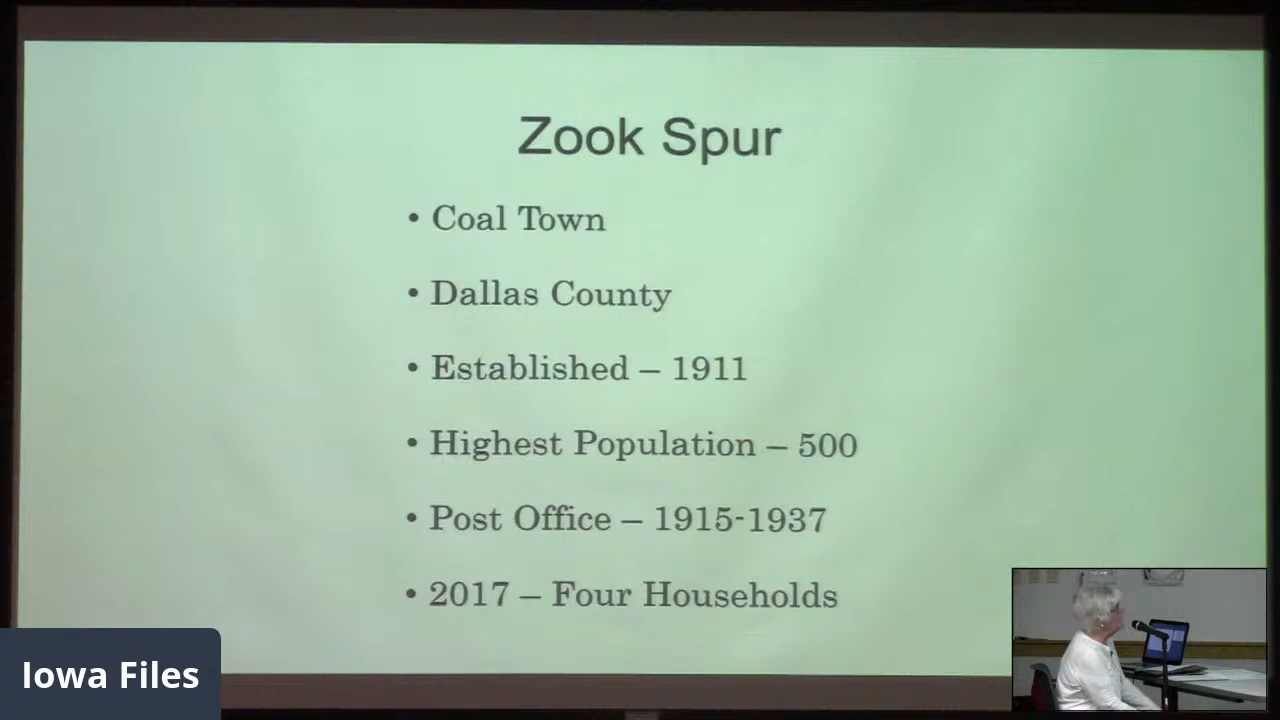 Zook Spur
• Coal Town
• Dallas County
• Established – 1911
• Highest Population – 500
• Post Office – 1915-1937
• 2017 – Four Households
Iowa Files